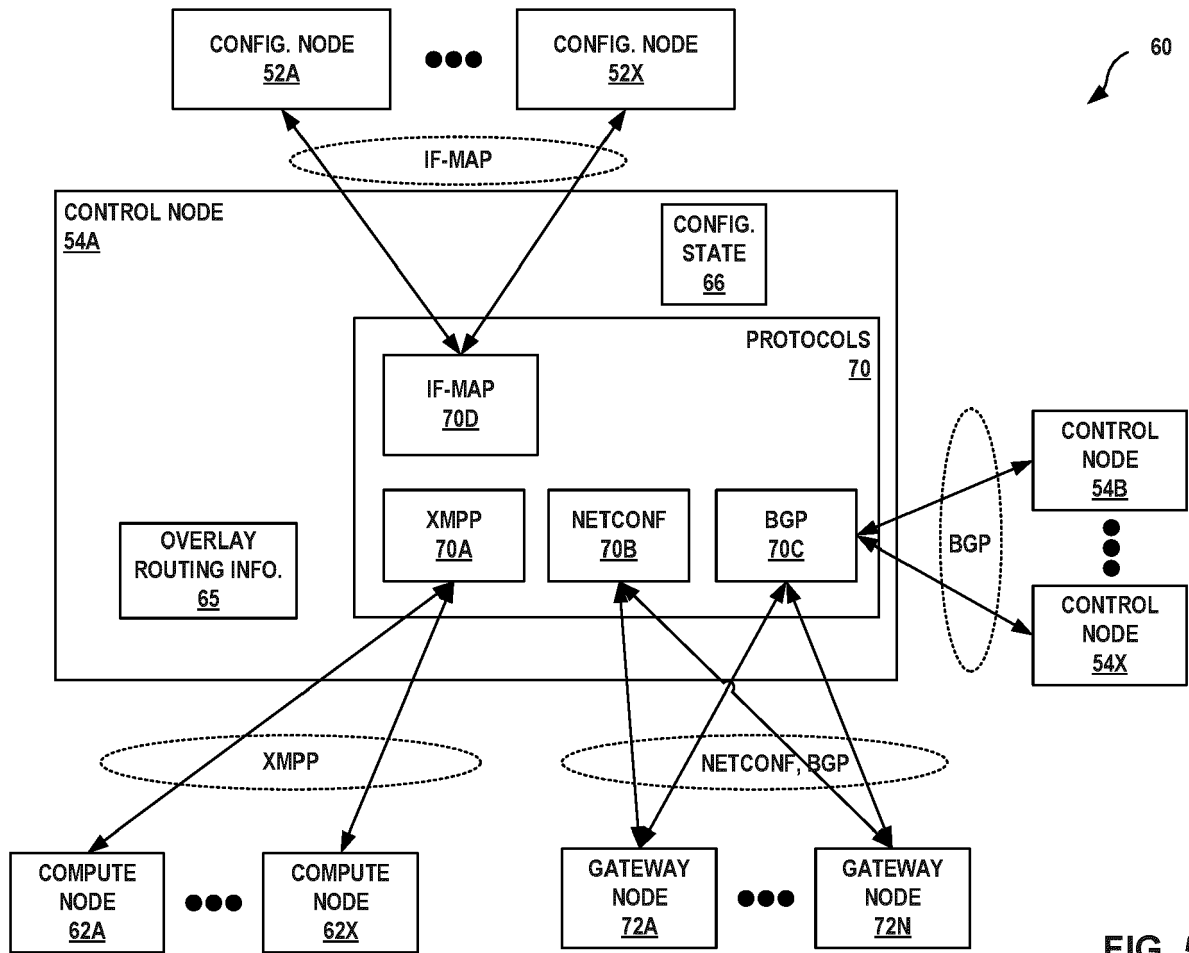 CONFIG. NODE
52A
CONFIG. NODE
52X
60
IF-MAP
CONTROL NODE
54A
CONFIG.
STATE
66
PROTOCOLS
70
IF-MAP
70D
XMPP
70A
NETCONF
70B
BGP
70C
OVERLAY
ROUTING INFO.
65
BGP
CONTROL
NODE
54B
CONTROL
NODE
54X
XMPP
NETCONF, BGP
COMPUTE
NODE
62A
COMPUTE
NODE
62X
GATEWAY
NODE
72A
GATEWAY
NODE
72N
FIG.